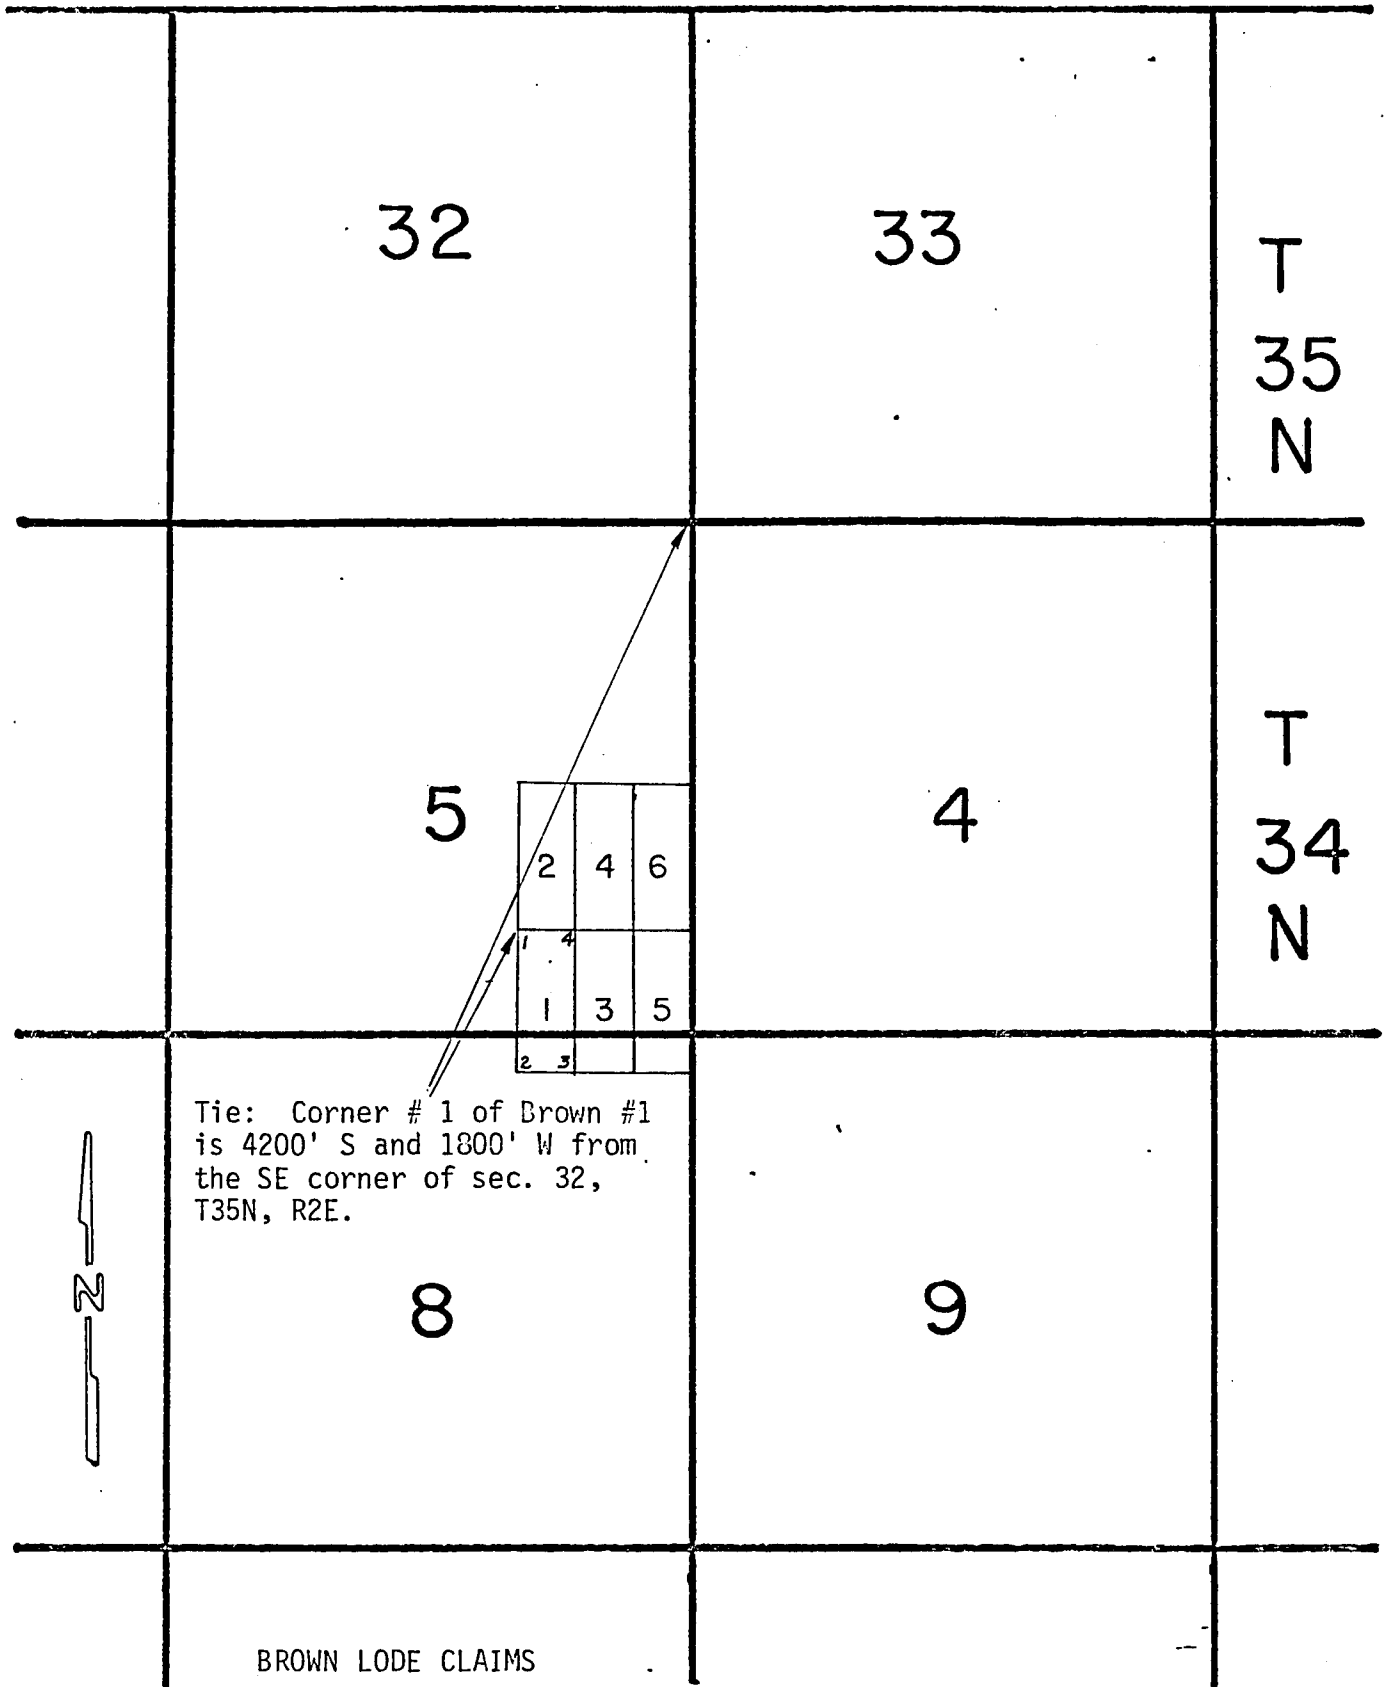 32
33
T
35
N
5
4
T
34
N
2 4 6
1 4
1 3 5
2 3
Tie: Corner # 1 of Brown #1
is 4200' S and 1800' W from
the SE corner of sec. 32,
T35N, R2E.
N
8
9
BROWN LODE CLAIMS